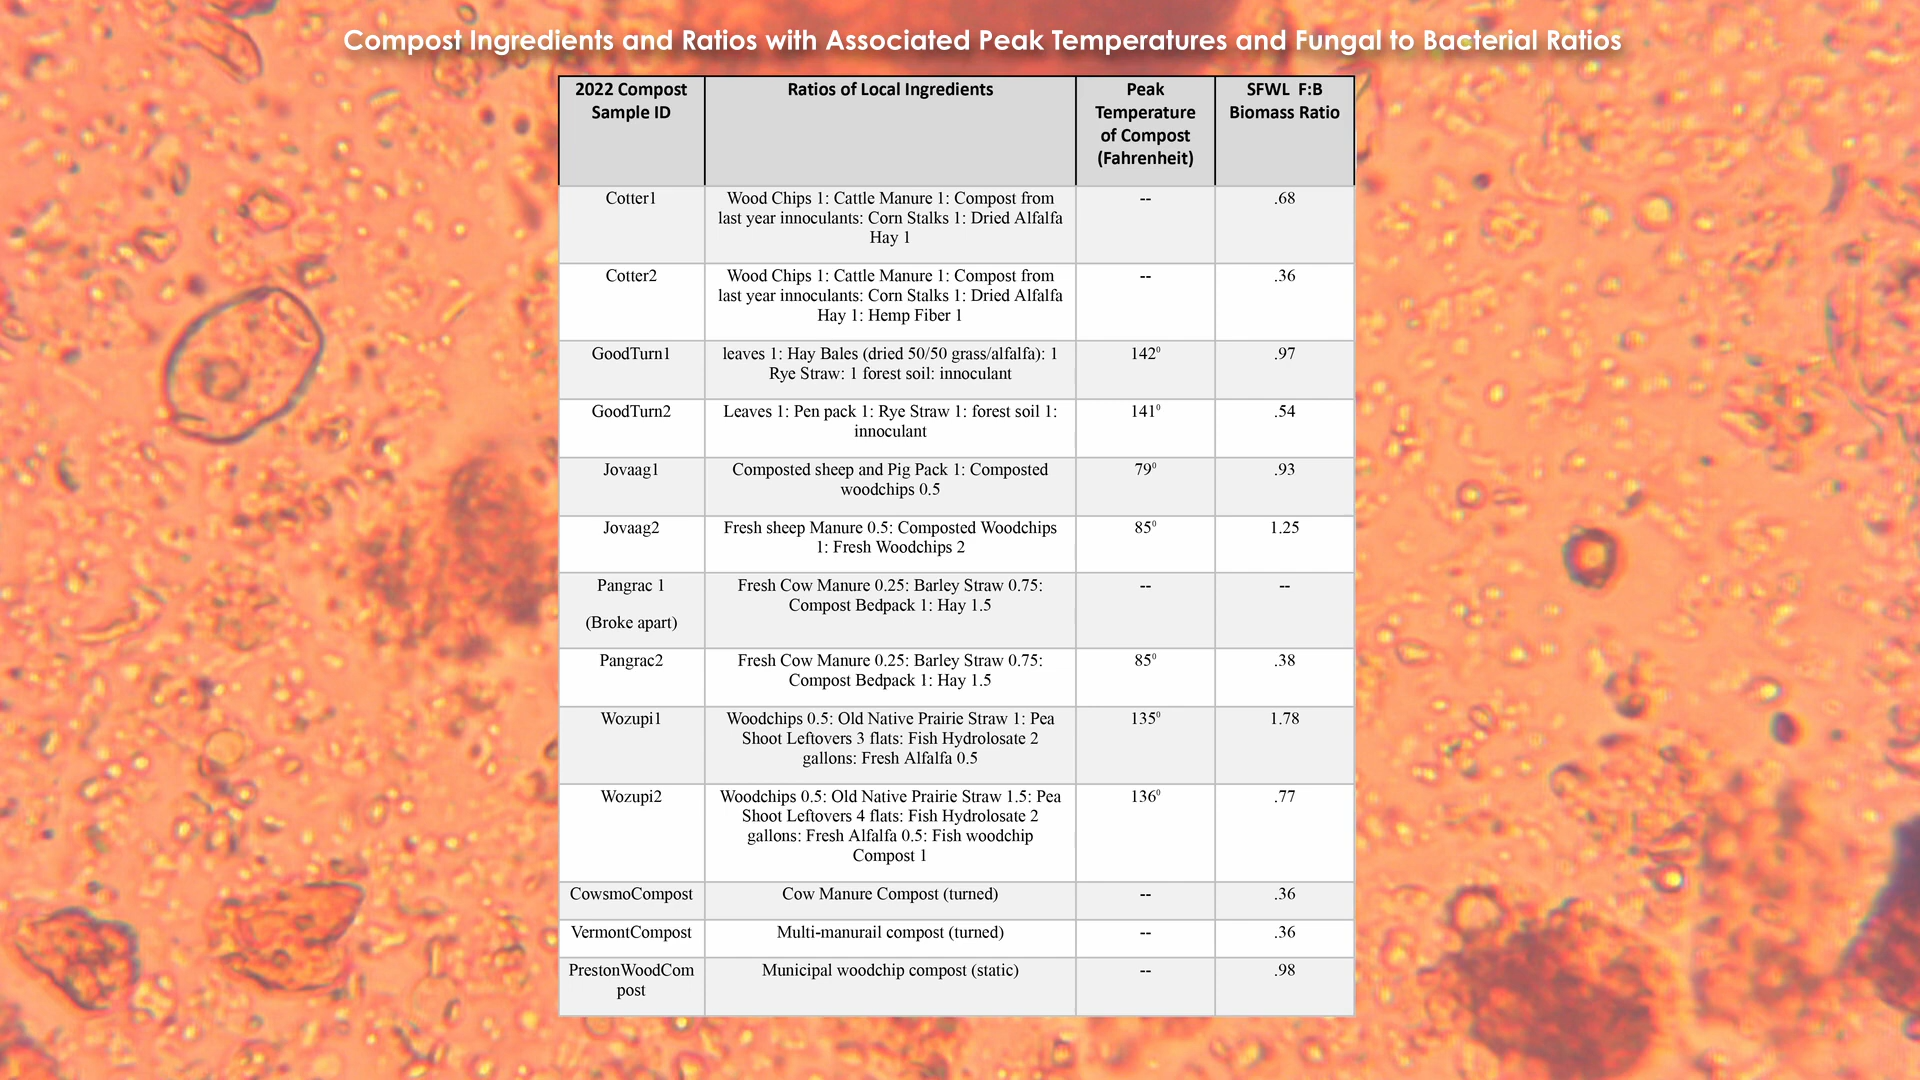 Compost Ingredients and Ratios with Associated Peak Temperatures and Fungal to Bacterial Ratios
2022 Compost
Sample ID
Ratios of Local Ingredients
Peak
Temperature
of Compost
(Fahrenheit)
SFWL F:B
Biomass Ratio
Cotter1
Wood Chips 1: Cattle Manure 1: Compost from
last year innoculants: Corn Stalks 1: Dried Alfalfa
Hay 1
--
.68
Cotter2
Wood Chips 1: Cattle Manure 1: Compost from
last year innoculants: Corn Stalks 1: Dried Alfalfa
Hay 1: Hemp Fiber 1
--
.36
GoodTurn1
leaves 1: Hay Bales (dried 50/50 grass/alfalfa): 1
Rye Straw: 1 forest soil: innoculant
142⁰
.97
GoodTurn2
Leaves 1: Pen pack 1: Rye Straw 1: forest soil 1:
innoculant
141⁰
.54
Jovaag1
Composted sheep and Pig Pack 1: Composted
woodchips 0.5
79⁰
.93
Jovaag2
Fresh sheep Manure 0.5: Composted Woodchips
1: Fresh Woodchips 2
85⁰
1.25
Pangrac 1
(Broke apart)
Fresh Cow Manure 0.25: Barley Straw 0.75:
Compost Bedpack 1: Hay 1.5
--
--
Pangrac2
Fresh Cow Manure 0.25: Barley Straw 0.75:
Compost Bedpack 1: Hay 1.5
85⁰
.38
Wozupi1
Woodchips 0.5: Old Native Prairie Straw 1: Pea
Shoot Leftovers 3 flats: Fish Hydrolosate 2
gallons: Fresh Alfalfa 0.5
135⁰
1.78
Wozupi2
Woodchips 0.5: Old Native Prairie Straw 1.5: Pea
Shoot Leftovers 4 flats: Fish Hydrolosate 2
gallons: Fresh Alfalfa 0.5: Fish woodchip
Compost 1
136⁰
.77
CowsmoCompost
Cow Manure Compost (turned)
--
.36
VermontCompost
Multi-manurail compost (turned)
--
.36
PrestonWoodCom
post
Municipal woodchip compost (static)
--
.98